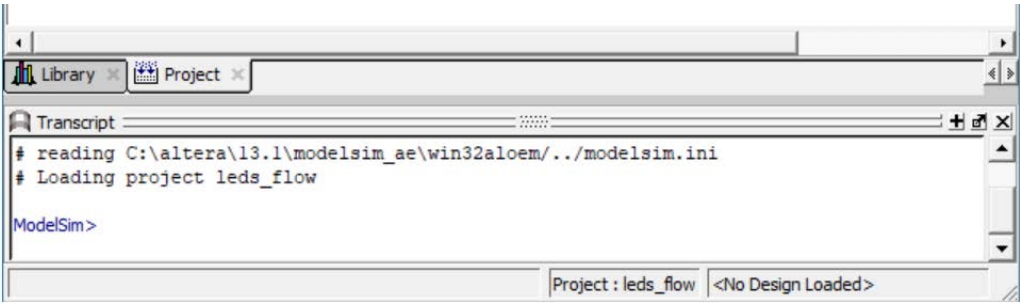 Library Project
Transcript
# reading C:\altera\13.1\modelsim_ae\win32aloem/../modelsim.ini
# Loading project leds_flow
ModelSim>
Project : leds_flow <No Design Loaded>